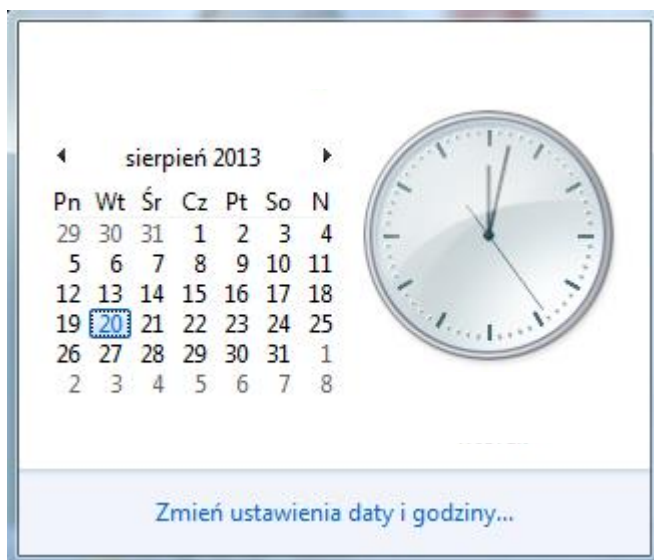 sierpień 2013
Pn Wt Śr Cz Pt So N
29 30 31 1 2 3 4
5 6 7 8 9 10 11
12 13 14 15 16 17 18
19 20 21 22 23 24 25
26 27 28 29 30 31 1
2 3 4 5 6 7 8
Zmień ustawienia daty i godziny...